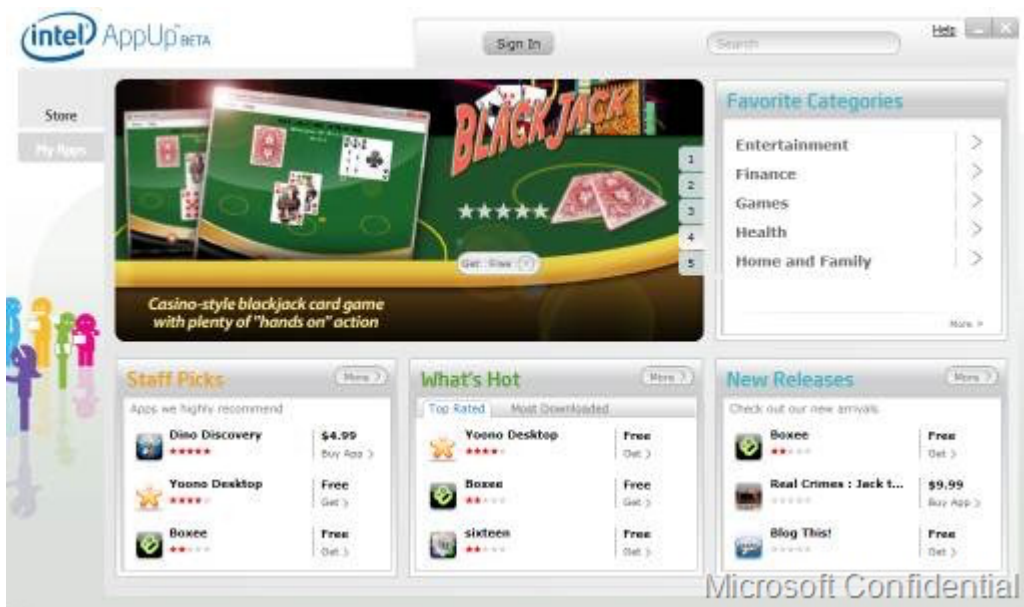 intel AppUp™ BETA
Sign In
Search
Help
Store
My Apps
BLACKJACK
BLACKJACK
1
2
3
4
5
Get Free
Casino-style blackjack card game
with plenty of "hands on" action
Favorite Categories
Entertainment
Finance
Games
Health
Home and Family
More >
Staff Picks
More >
Apps we highly recommend
Dino Discovery
$4.99
Buy App >
Yoono Desktop
Free
Get >
Boxee
Free
Get >
What's Hot
More >
Top Rated Most Downloaded
Yoono Desktop
Free
Get >
Boxee
Free
Get >
sixteen
Free
Get >
New Releases
More >
Check out our new arrivals
Boxee
Free
Get >
Real Crimes : Jack t...
$9.99
Buy App >
Blog This!
Free
Get >
Microsoft Confidential